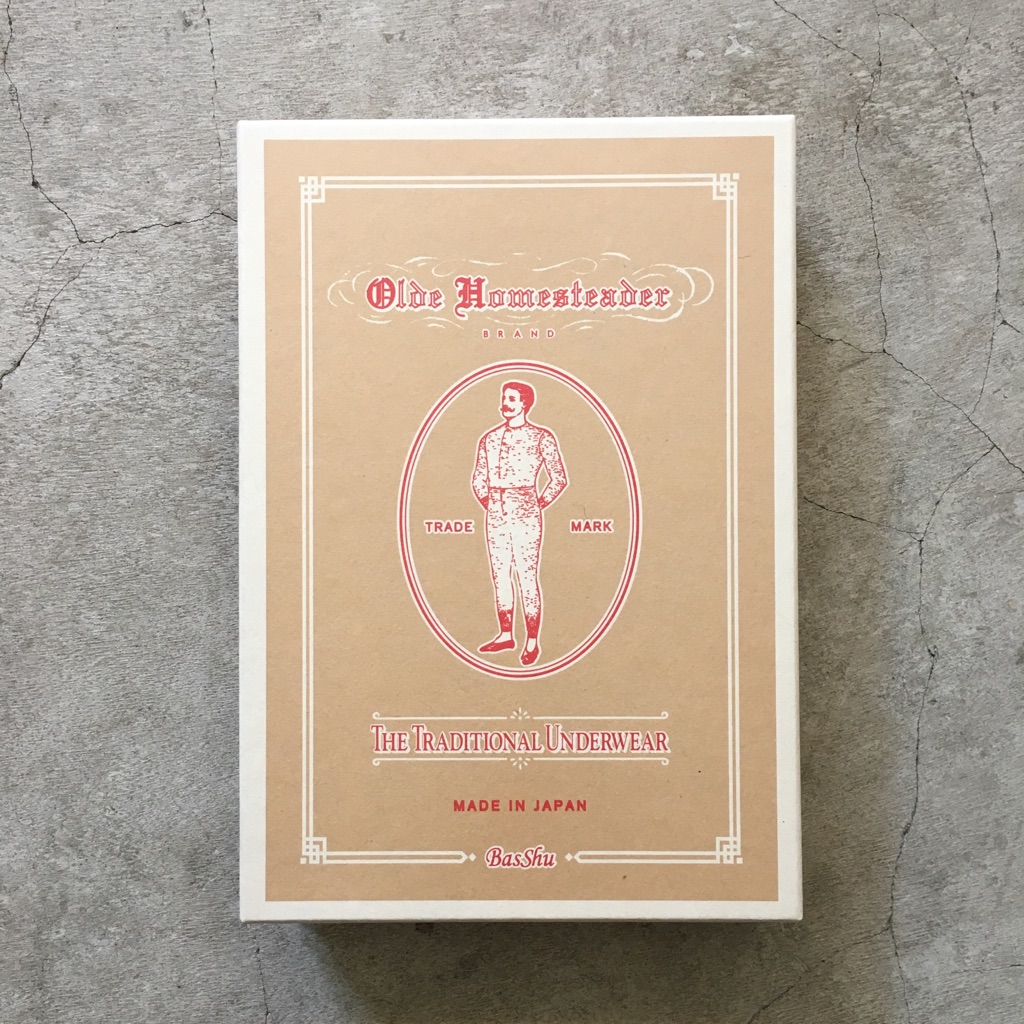 Olde Homesteader
BRAND
TRADE MARK
THE TRADITIONAL UNDERWEAR
MADE IN JAPAN
BasShu